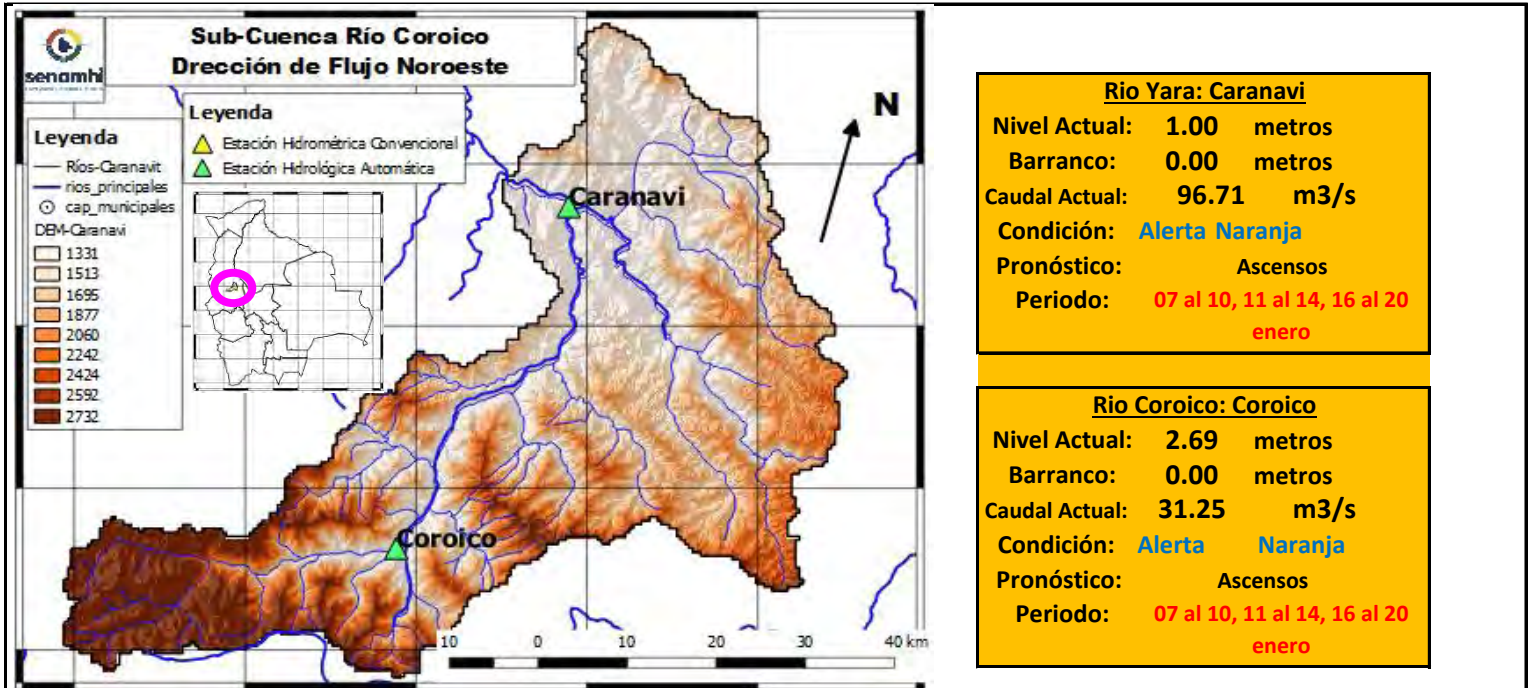 Sub-Cuenca Río Coroico
Drección de Flujo Noroeste
senamhi
Leyenda
Estación Hidrométrica Convencional
Estación Hidrológica Automática
Leyenda
Ríos-Caranavit
rios_principales
cap_municipales
DEM-Caranavi
1331
1513
1695
1877
2060
2242
2424
2592
2732
N
Caranavi
Coroico
10 0 10 20 30 40 km
Rio Yara: Caranavi
Nivel Actual: 1.00 metros
Barranco: 0.00 metros
Caudal Actual: 96.71 m3/s
Condición: Alerta Naranja
Pronóstico: Ascensos
Periodo: 07 al 10, 11 al 14, 16 al 20
enero
Rio Coroico: Coroico
Nivel Actual: 2.69 metros
Barranco: 0.00 metros
Caudal Actual: 31.25 m3/s
Condición: Alerta Naranja
Pronóstico: Ascensos
Periodo: 07 al 10, 11 al 14, 16 al 20
enero